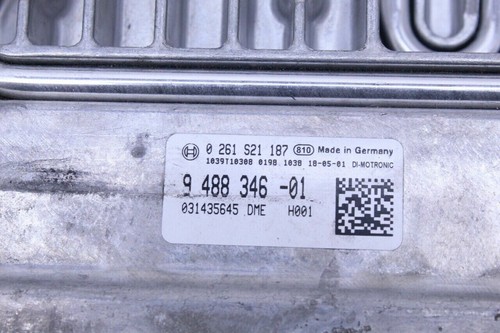 0 261 S21 187 810 Made in Germany
1039T10308 0198 1038 18-05-01 DI-MOTRONIC
9 488 346 -01
031435645 DME H001